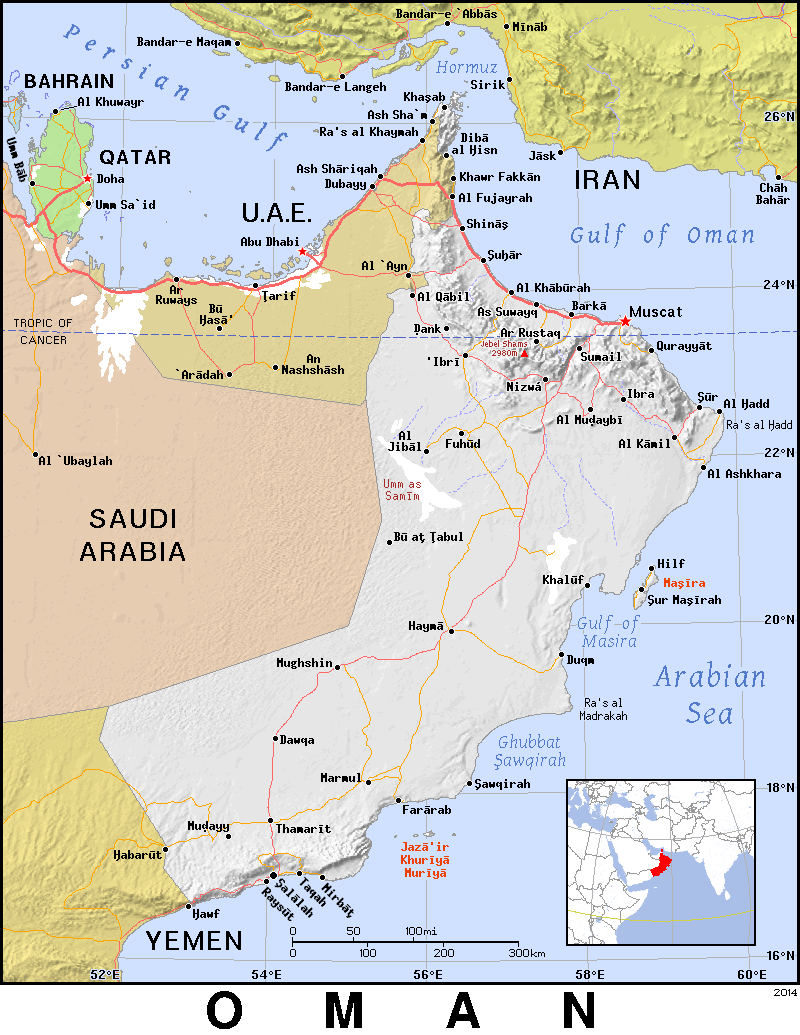 Bandar-e `Abbās
Mīnāb
Bandar-e Maqam
Persian Gulf
Hormuz
Bandar-e Langeh
Sirik
BAHRAIN
Al Khuwayr
Khaşab
Ash Sha`m
26°N
Ra's al Khaymah
Dibā
al Ḩisn
Umm Bāb
QATAR
Jāsk
Ash Shāriqah
Doha
Khawr Fakkān
IRAN
Dubayy
Chāh
Bahār
Umm Sa`id
Al Fujayrah
U.A.E.
Shināş
Gulf of Oman
Abu Dhabi
Şuḩār
Al `Ayn
24°N
Ar
Ruways
Ţarif
Al Qābil
Al Khābūrah
As Suwayq
Barkā
Muscat
Bū
Ḩasā'
TROPIC OF
CANCER
Ḑank
Ar Rustaq
Jebel Shams
2980m
Qurayyāt
'Ibrī
Sumail
An
Nashshāsh
`Arādah
Nizwá
Ibra
Şūr
Al Ḩadd
Ra's al Ḩadd
Al Muḑaybī
Al
Jibāl
Fuhūd
Al Kāmil
22°N
Al `Ubaylah
Al Ashkhara
Umm as
Samīm
SAUDI
ARABIA
Bū aţ Ţabul
Hilf
Khalūf
Maşīra
Şur Maşīrah
20°N
Haymā
Gulf of
Masira
Mughshin
Duqm
Arabian
Sea
Ra's al
Madrakah
Dawqa
Ghubbat
Şawqirah
Marmul
Şawqirah
18°N
Farārab
Muḑayy
Thamarīt
Ḩabarūt
Jazā'ir
Khurīyā
Murīyā
Şalālah
Raysūt
Ţaqah
Mirbāţ
Ḩawf
YEMEN
0 50 100mi
0 100 200 300km
16°N
52°E 54°E 56°E 58°E 60°E
2014
OMAN